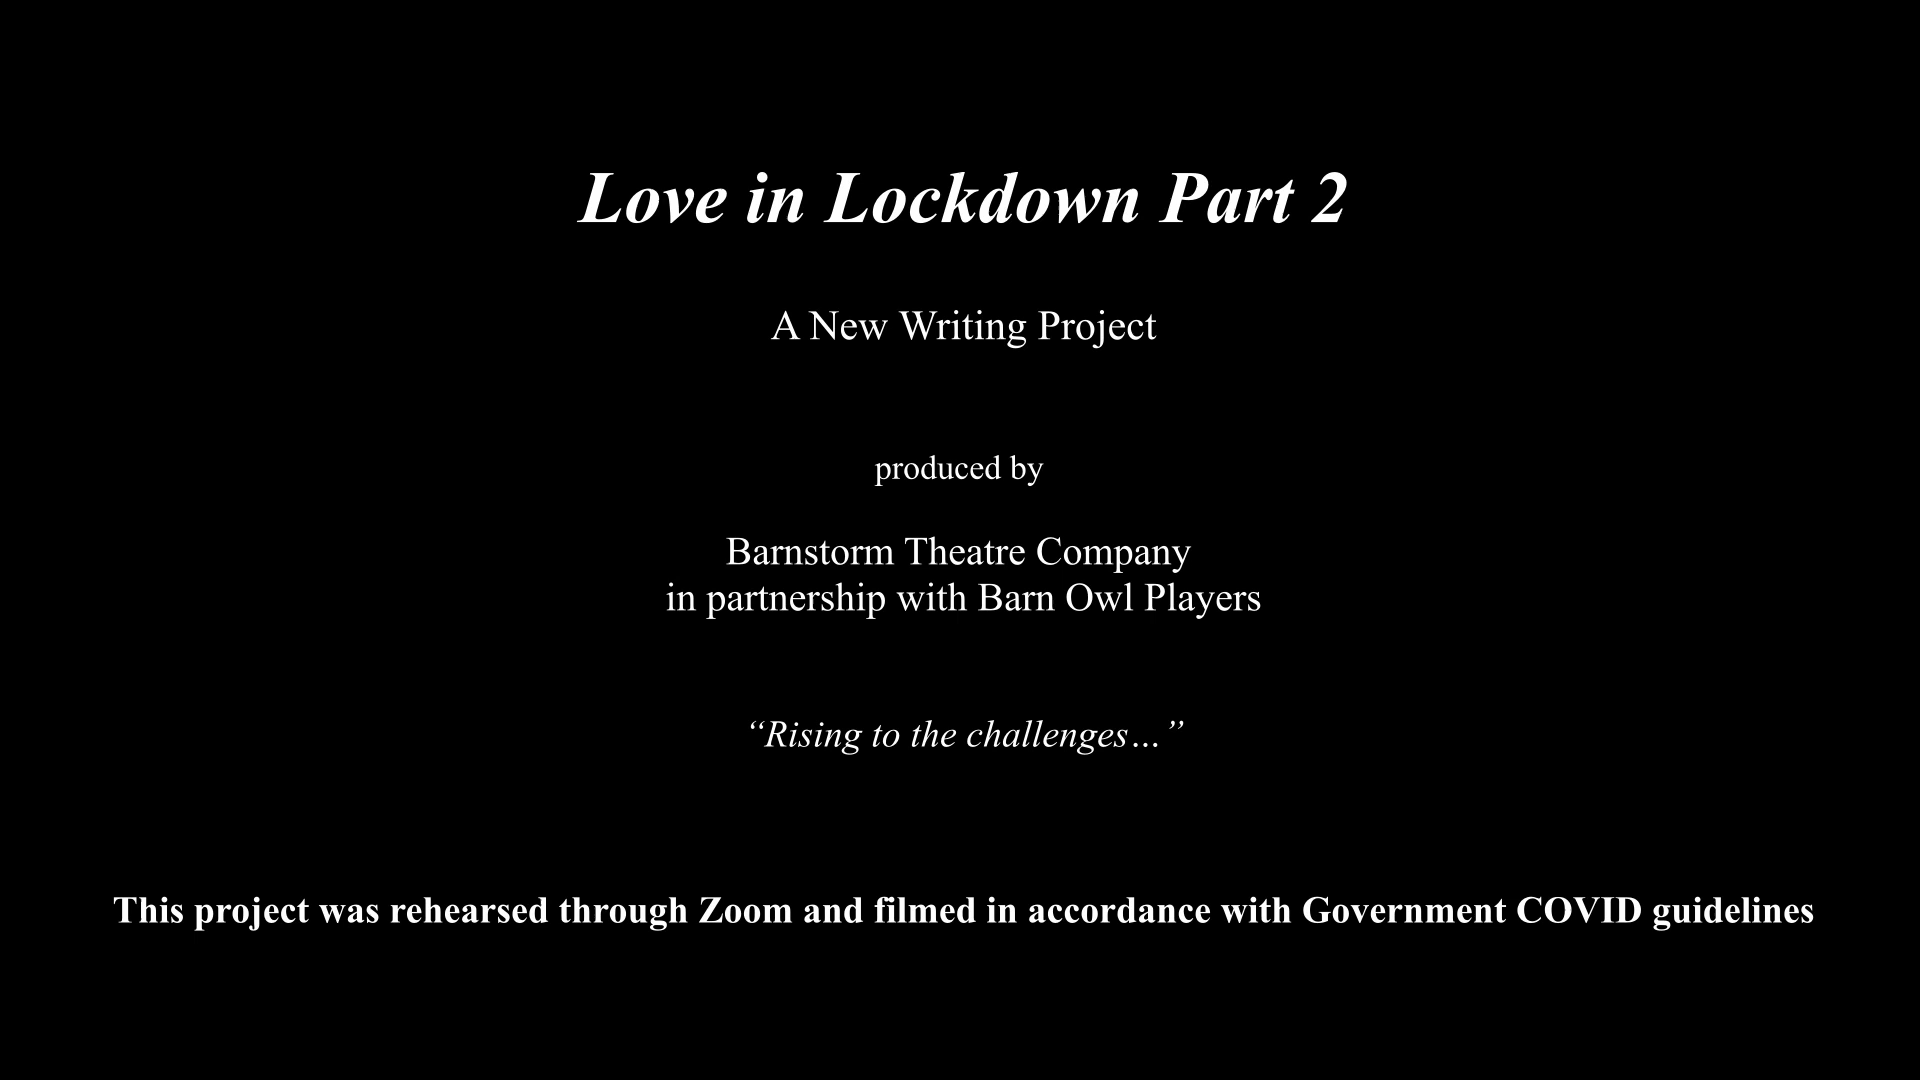 Love in Lockdown Part 2
A New Writing Project
produced by
Barnstorm Theatre Company
in partnership with Barn Owl Players
“Rising to the challenges…”
This project was rehearsed through Zoom and filmed in accordance with Government COVID guidelines